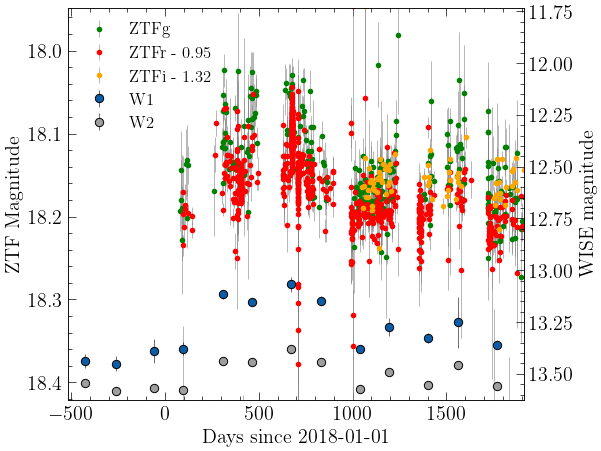 ZTFg
ZTFr - 0.95
ZTFi - 1.32
W1
W2
ZTF Magnitude
18.0
18.1
18.2
18.3
18.4
WISE magnitude
11.75
12.00
12.25
12.50
12.75
13.00
13.25
13.50
−500
0
500
1000
1500
Days since 2018-01-01